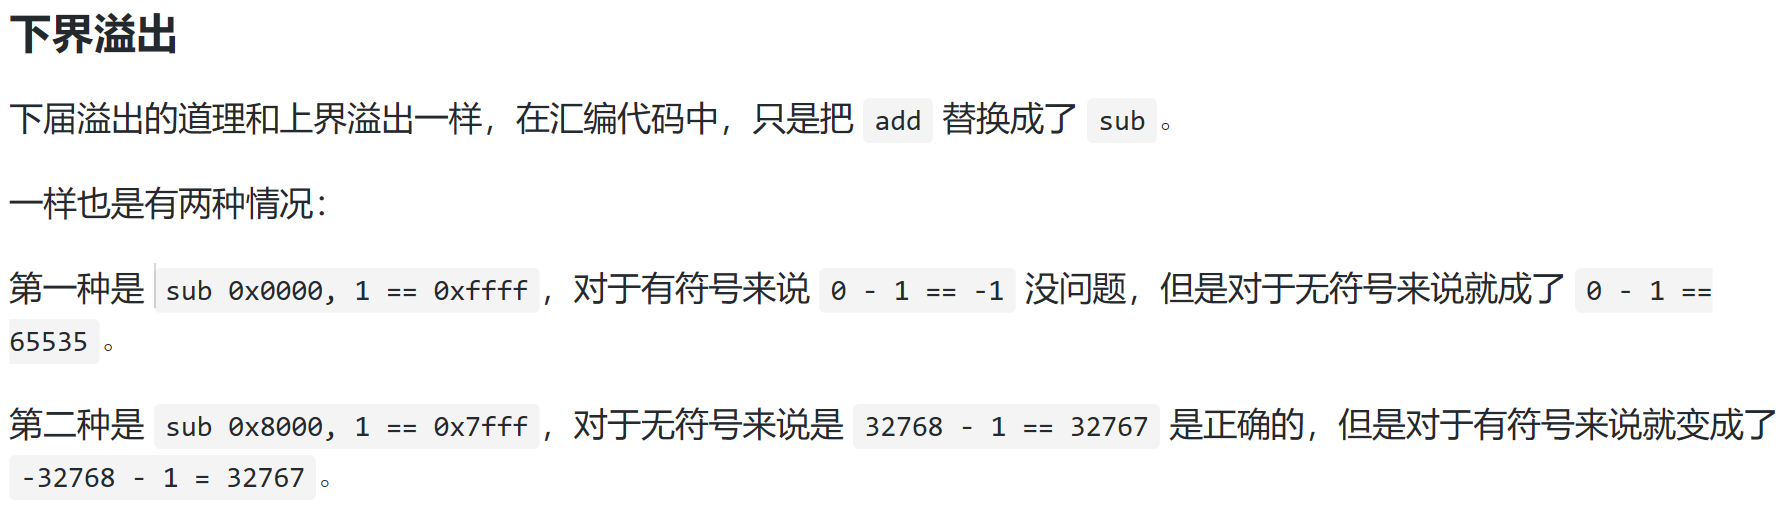 下界溢出
下届溢出的道理和上界溢出一样，在汇编代码中，只是把 add 替换成了 sub 。
一样也是有两种情况：
第一种是 sub 0x0000, 1 == 0xffff ，对于有符号来说 0 - 1 == -1 没问题，但是对于无符号来说就成了 0 - 1 ==
65535 。
第二种是 sub 0x8000, 1 == 0x7fff ，对于无符号来说是 32768 - 1 == 32767 是正确的，但是对于有符号来说就变成了
-32768 - 1 = 32767 。